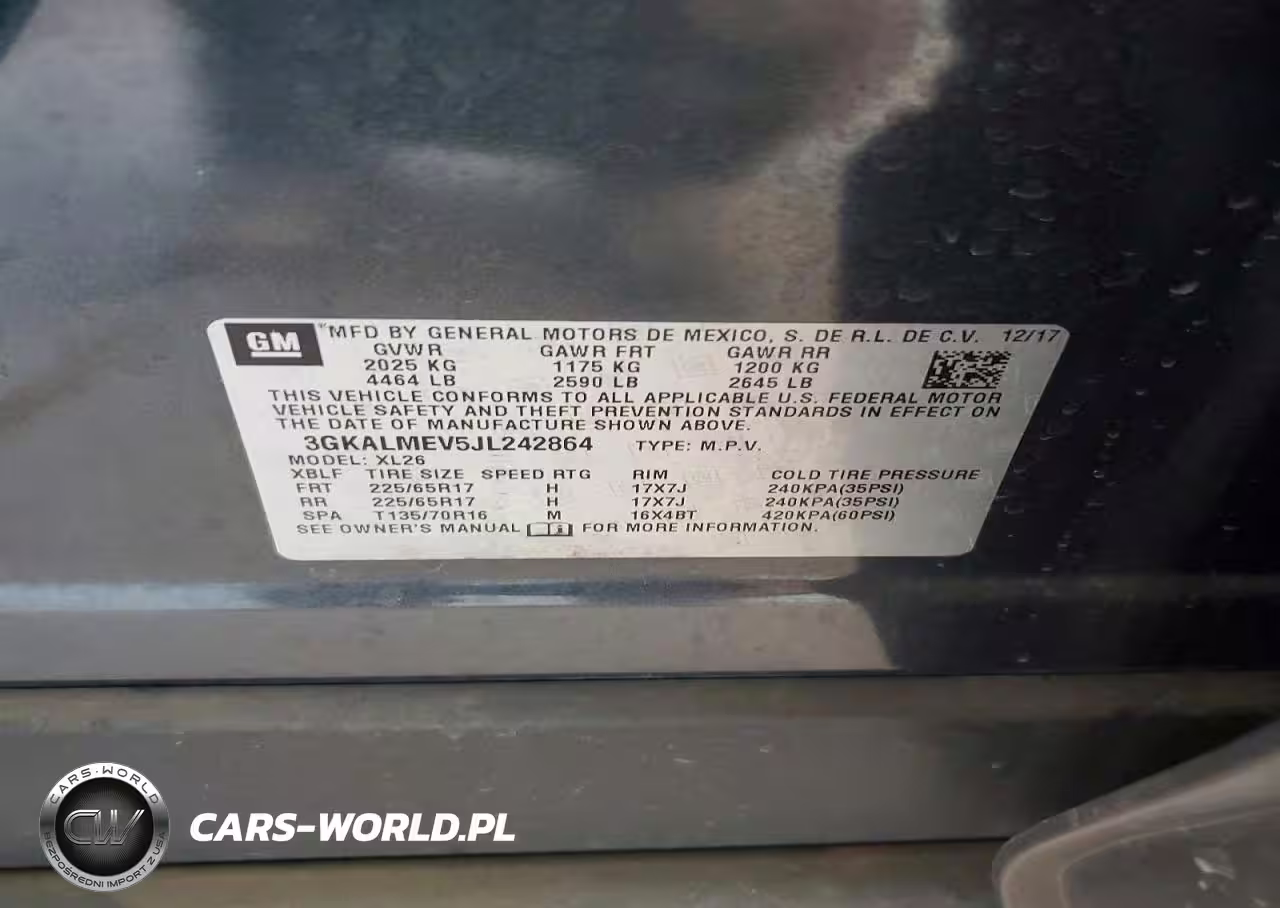 GM *MFD BY GENERAL MOTORS DE MEXICO, S. DE R.L. DE C.V. 12/17
GVWR GAWR FRT GAWR RR
2025 KG 1175 KG 1200 KG
4464 LB 2590 LB 2645 LB
THIS VEHICLE CONFORMS TO ALL APPLICABLE U.S. FEDERAL MOTOR
VEHICLE SAFETY AND THEFT PREVENTION STANDARDS IN EFFECT ON
THE DATE OF MANUFACTURE SHOWN ABOVE.
3GKALMEV5JL242864 TYPE: M.P.V.
MODEL: XL26
XBLF TIRE SIZE SPEED RTG RIM COLD TIRE PRESSURE
FRT 225/65R17 H 17X7J 240KPA(35PSI)
RR 225/65R17 H 17X7J 240KPA(35PSI)
SPA T135/70R16 M 16X4BT 420KPA(60PSI)
SEE OWNER'S MANUAL FOR MORE INFORMATION.
CARS-WORLD
CW
BEZPOŚREDNI IMPORT Z USA
CARS-WORLD.PL